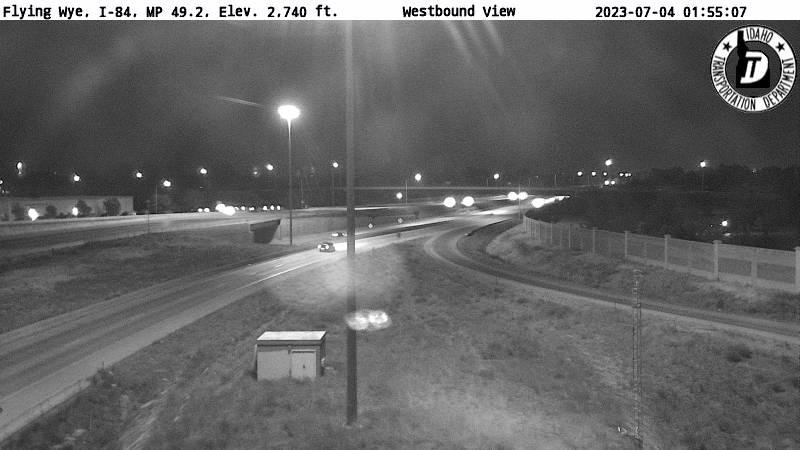 Flying Wye, I-84, MP 49.2, Elev. 2,740 ft. Westbound View 2023-07-04 01:55:07
IDAHO
TRANSPORTATION DEPARTMENT